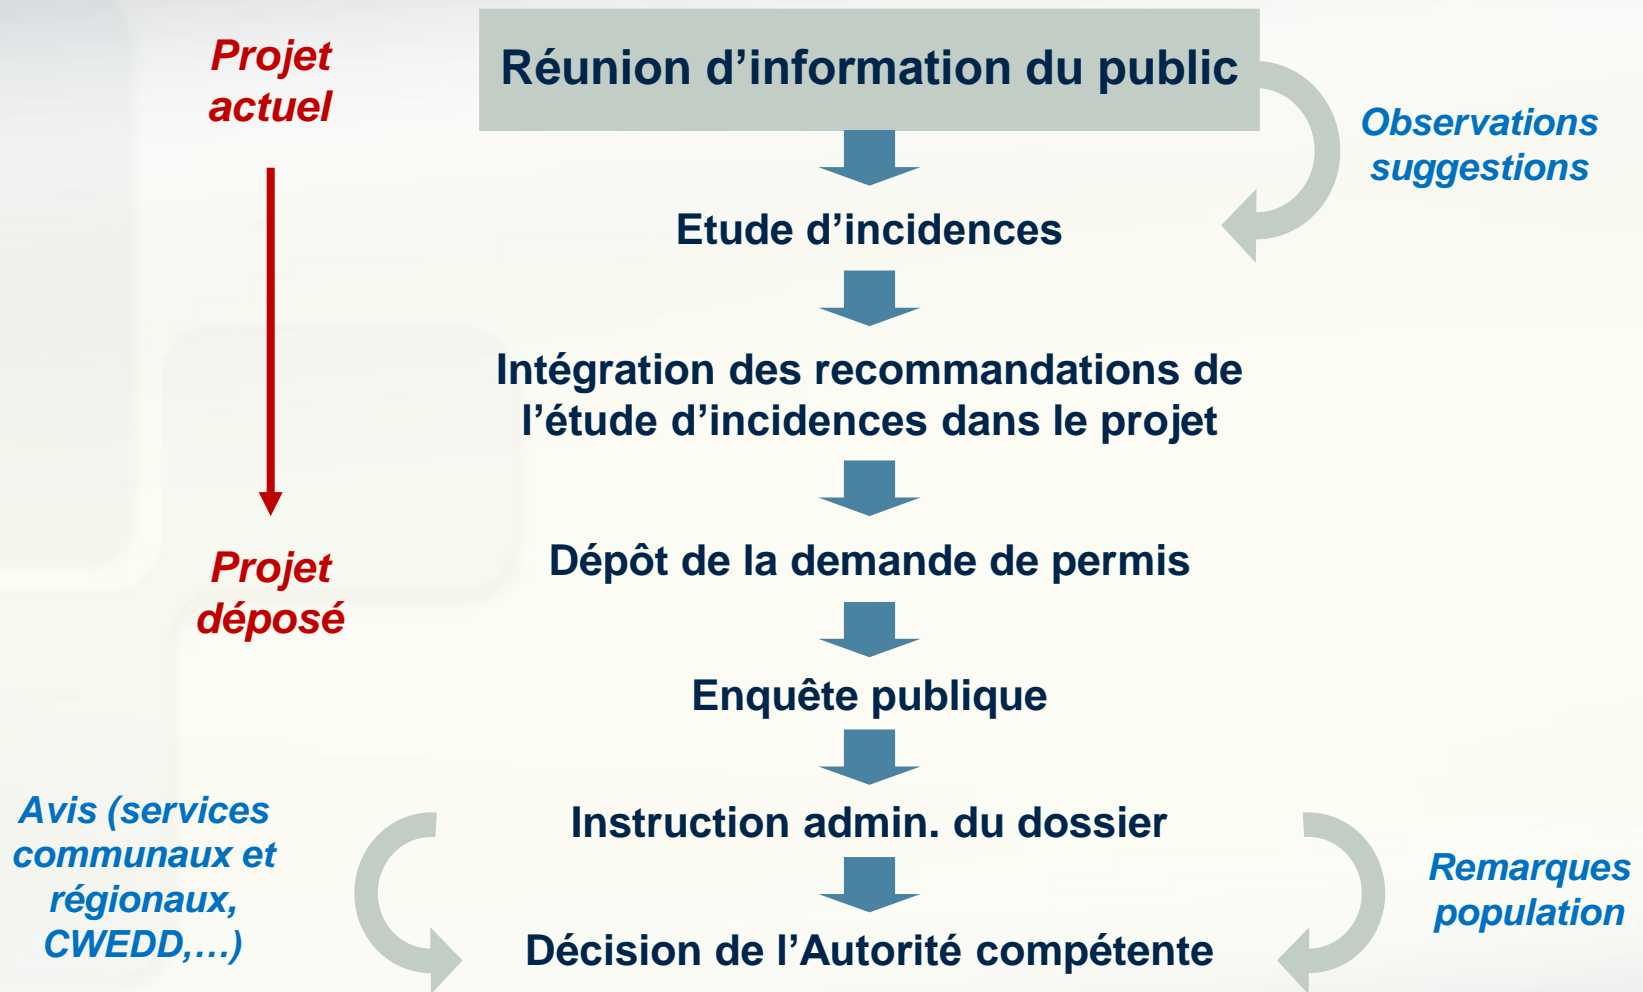 Projet
actuel
Réunion d’information du public
Observations
suggestions
Etude d’incidences
Intégration des recommandations de
l’étude d’incidences dans le projet
Projet
déposé
Dépôt de la demande de permis
Enquête publique
Avis (services
communaux et
régionaux,
CWEDD,…)
Instruction admin. du dossier
Remarques
population
Décision de l’Autorité compétente